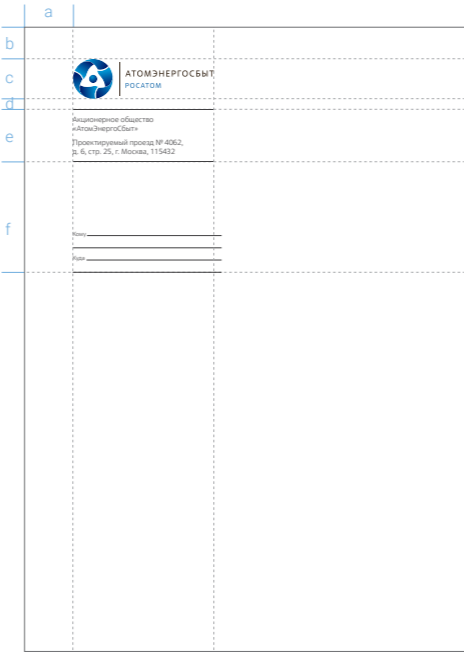 a
b
c
АТОМЭНЕРГОСБЫТ
РОСАТОМ
d
Акционерное общество
«АтомЭнергоСбыт»
e
Проектируемый проезд № 4062,
д. 6, стр. 25, г. Москва, 115432
f
Кому
Куда